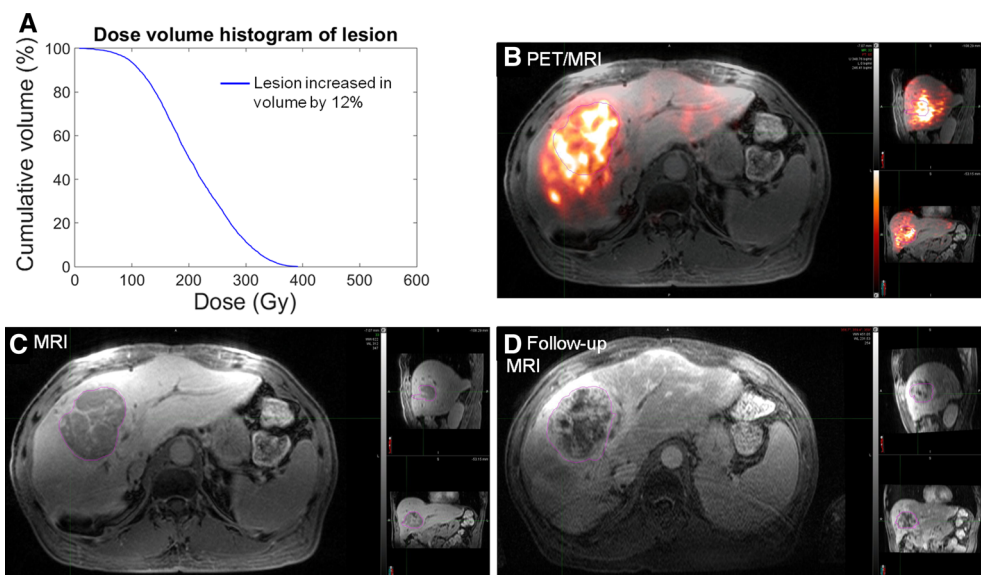 A
Dose volume histogram of lesion
Cumulative volume (%)
100
80
60
40
20
0
Lesion increased in
volume by 12%
0 100 200 300 400 500 600
Dose (Gy)
B PET/MRI
C MRI
D Follow-up
MRI